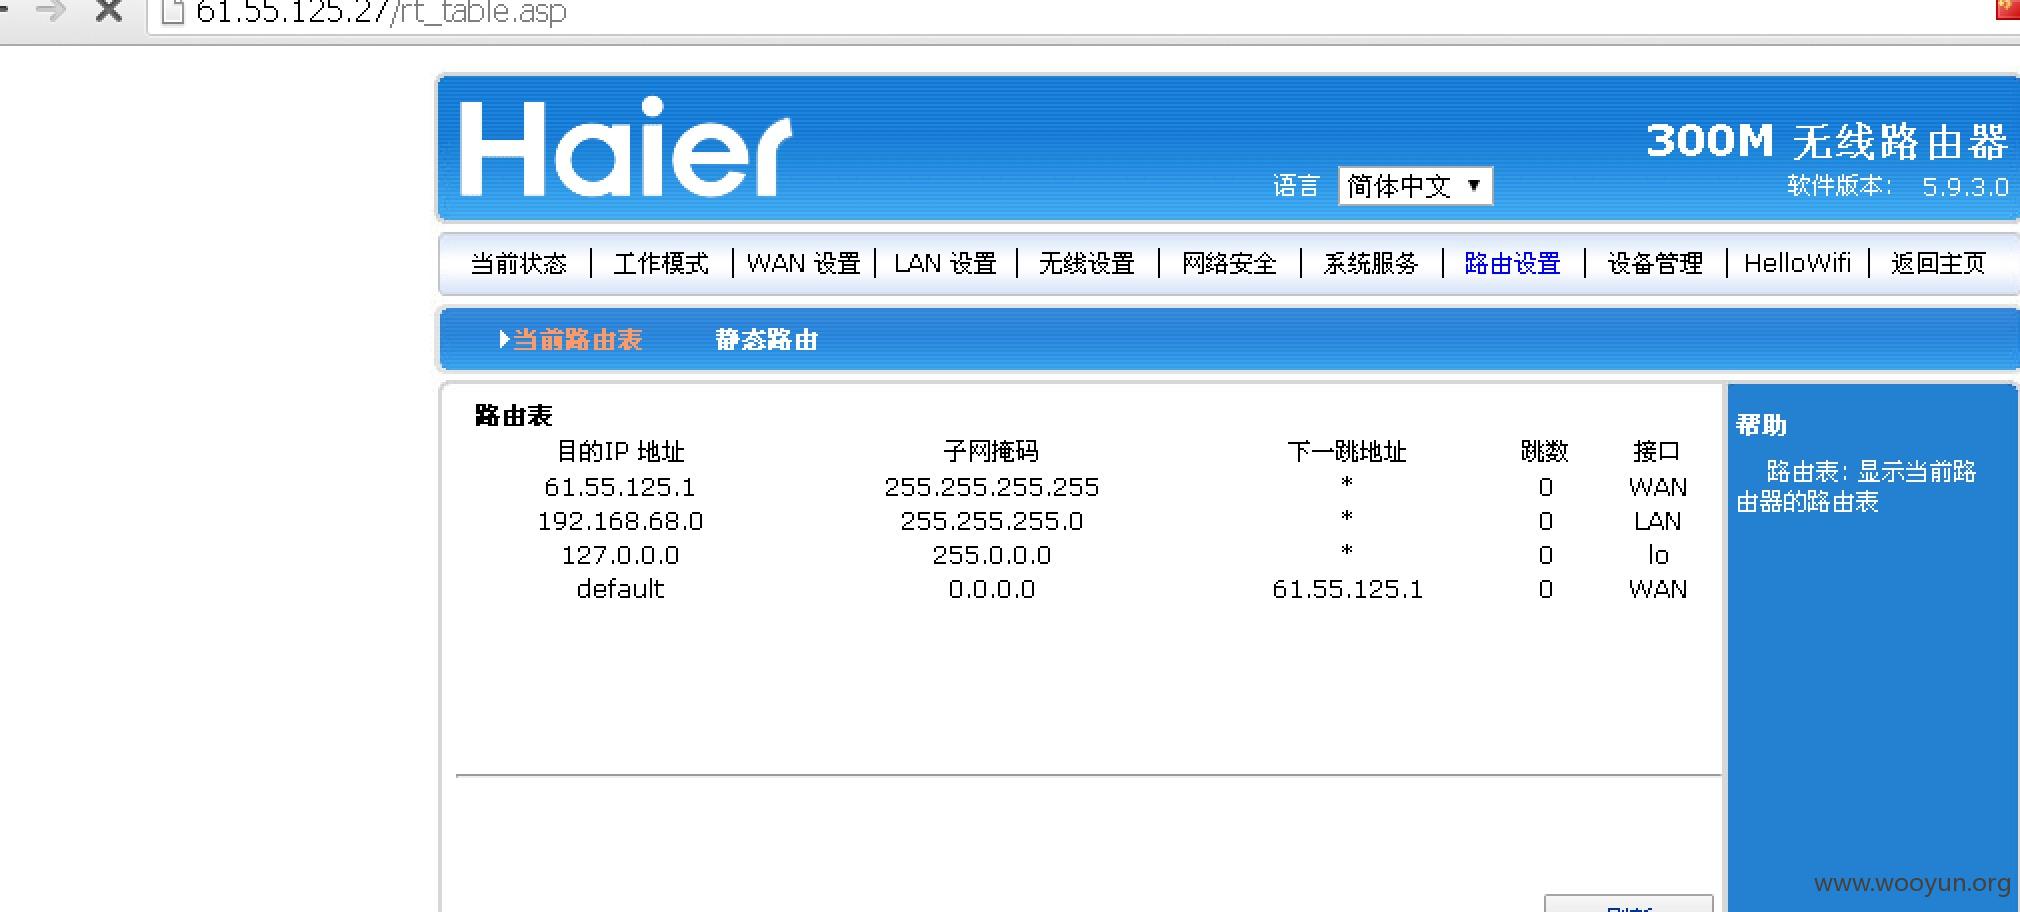 61.55.125.27/rt_table.asp
Haier
300M 无线路由器
语言 简体中文
软件版本: 5.9.3.0
当前状态 工作模式 WAN 设置 LAN 设置 无线设置 网络安全 系统服务 路由设置 设备管理 HelloWifi 返回主页
当前路由表 静态路由
路由表
目的IP 地址 子网掩码 下一跳地址 跳数 接口
61.55.125.1 255.255.255.255 * 0 WAN
192.168.68.0 255.255.255.0 * 0 LAN
127.0.0.0 255.0.0.0 * 0 lo
default 0.0.0.0 61.55.125.1 0 WAN
帮助
路由表: 显示当前路
由器的路由表
www.wooyun.org